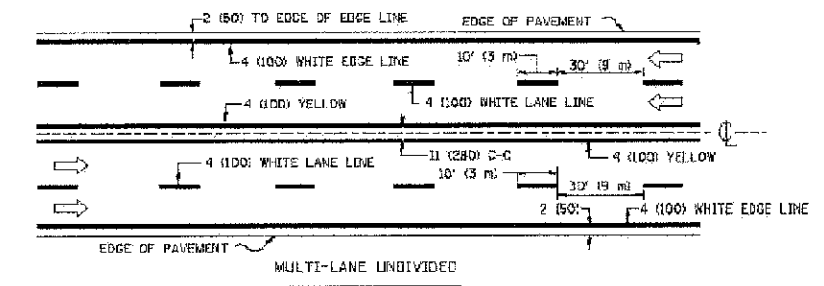 2 (50) TO EDGE OF EDGE LINE
EDGE OF PAVEMENT
4 (100) WHITE EDGE LINE
10' (3 m)
30' (9 m)
4 (100) YELLOW
4 (100) WHITE LANE LINE
CL
4 (100) WHITE LANE LINE
11 (280) C-C
4 (100) YELLOW
10' (3 m)
30' (9 m)
2 (50)
4 (100) WHITE EDGE LINE
EDGE OF PAVEMENT
MULTI-LANE UNDIVIDED